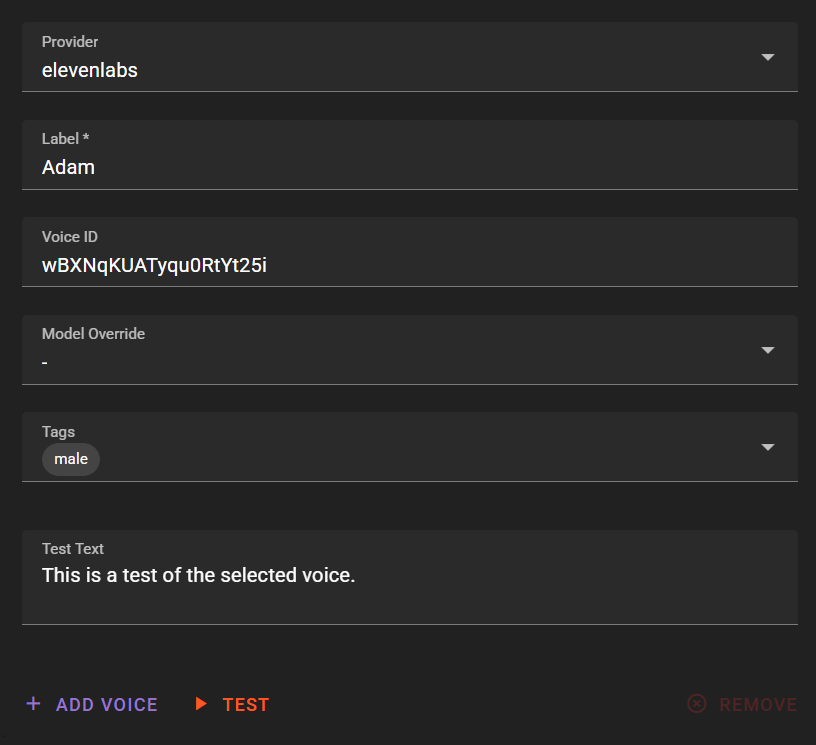 Provider
elevenlabs
Label *
Adam
Voice ID
wBXNqKUATyqu0RtYt25i
Model Override
-
Tags
male
Test Text
This is a test of the selected voice.
+ ADD VOICE
TEST
REMOVE